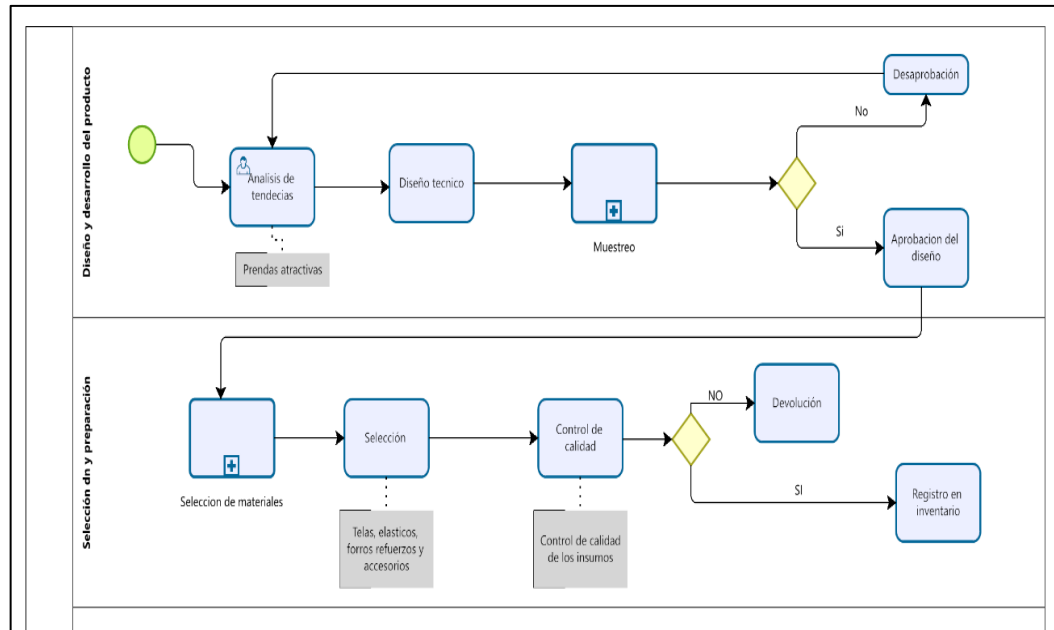 Diseño y desarrollo del producto
Desaprobación
No
Analisis de
tendecias
Diseño tecnico
Muestreo
Si
Aprobacion del
diseño
Prendas atractivas
Selección dn y preparación
NO
Devolución
Selección
Control de
calidad
Seleccion de materiales
SI
Registro en
inventario
Telas, elasticos,
forros refuerzos y
accesorios
Control de calidad
de los insumos